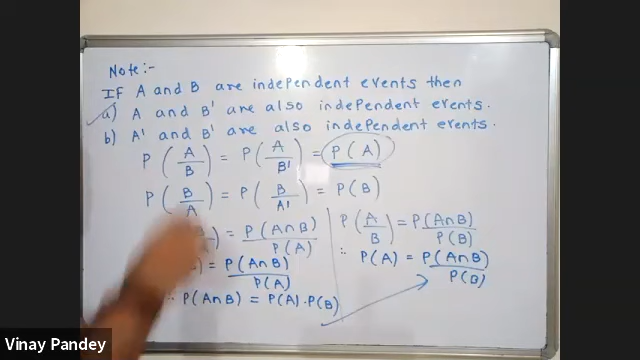 Note:-
If A and B are independent events then
a) A and B' are also independent events.
b) A' and B' are also independent events.
P(A/B) = P(A/B') = P(A)
P(B/A) = P(B/A') = P(B)
= P(A∩B)/P(A)
= P(A∩B)/P(A)
∴ P(A∩B) = P(A)·P(B)
P(A/B) = P(A∩B)/P(B)
∴ P(A) = P(A∩B)/P(B)
Vinay Pandey